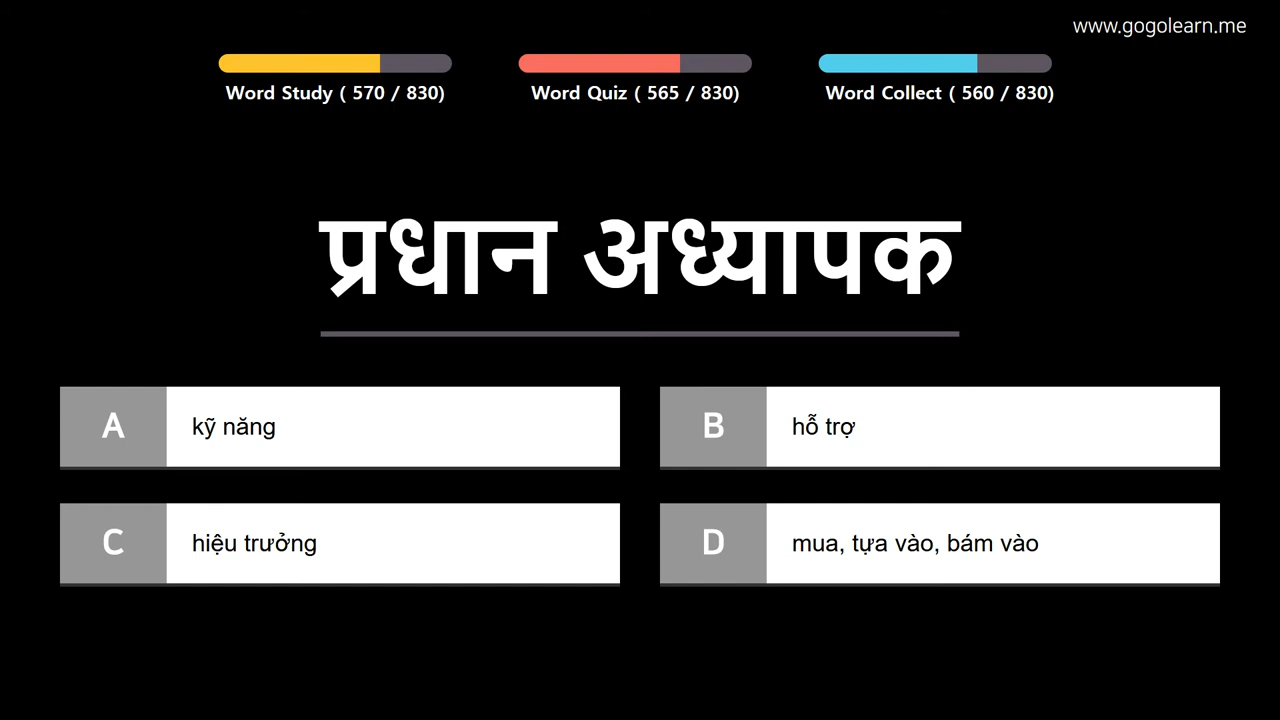 www.gogolearn.me
Word Study ( 570 / 830)
Word Quiz ( 565 / 830)
Word Collect ( 560 / 830)
प्रधान अध्यापक
A
kỹ năng
B
hỗ trợ
C
hiệu trưởng
D
mua, tựa vào, bám vào